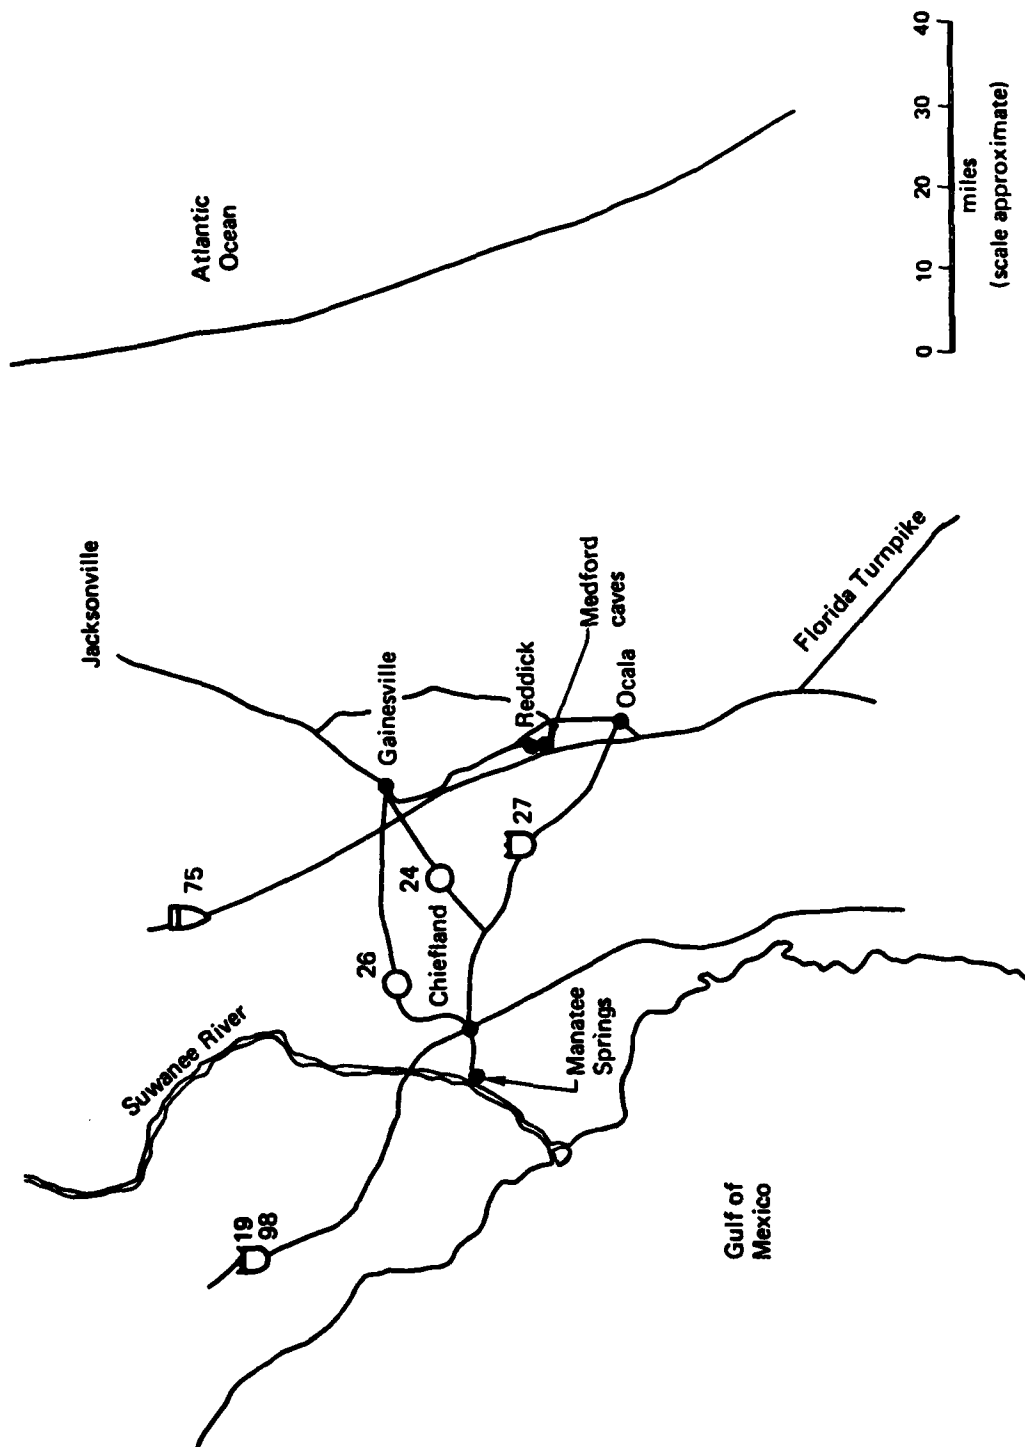 Jacksonville
Atlantic
Ocean
75
Gainesville
26
24
Chiefland
27
Reddick
Medford
caves
Ocala
Suwanee River
19
98
Manatee
Springs
Gulf of
Mexico
Florida Turnpike
0 10 20 30 40
miles
(scale approximate)